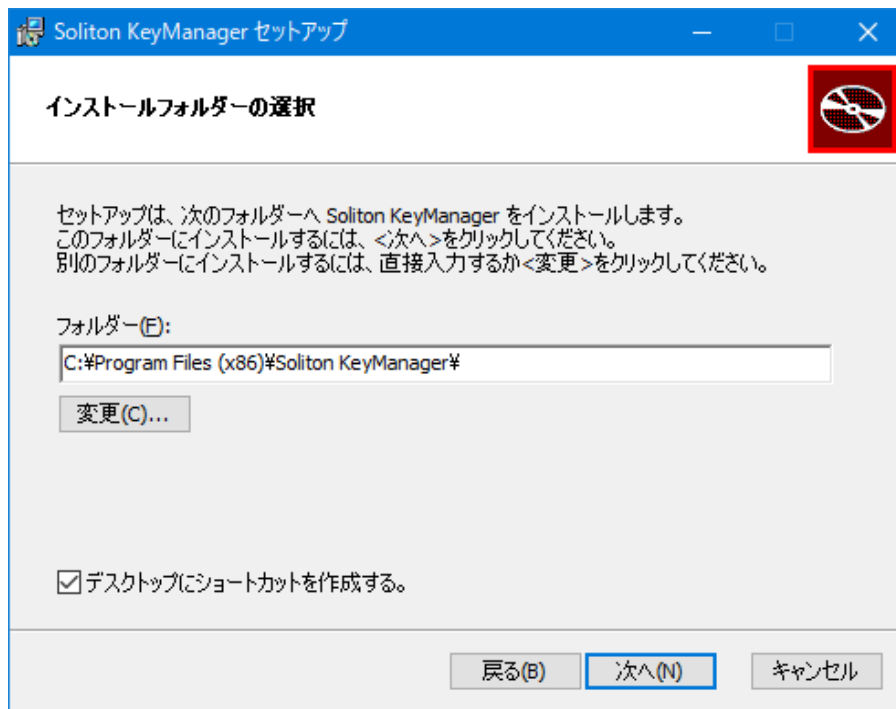 Soliton KeyManager セットアップ
インストールフォルダーの選択
セットアップは、次のフォルダーへ Soliton KeyManager をインストールします。
このフォルダーにインストールするには、<次へ>をクリックしてください。
別のフォルダーにインストールするには、直接入力するか<変更>をクリックしてください。
フォルダー(F):
C:¥Program Files (x86)¥Soliton KeyManager¥
変更(C)...
デスクトップにショートカットを作成する。
戻る(B) 次へ(N) キャンセル